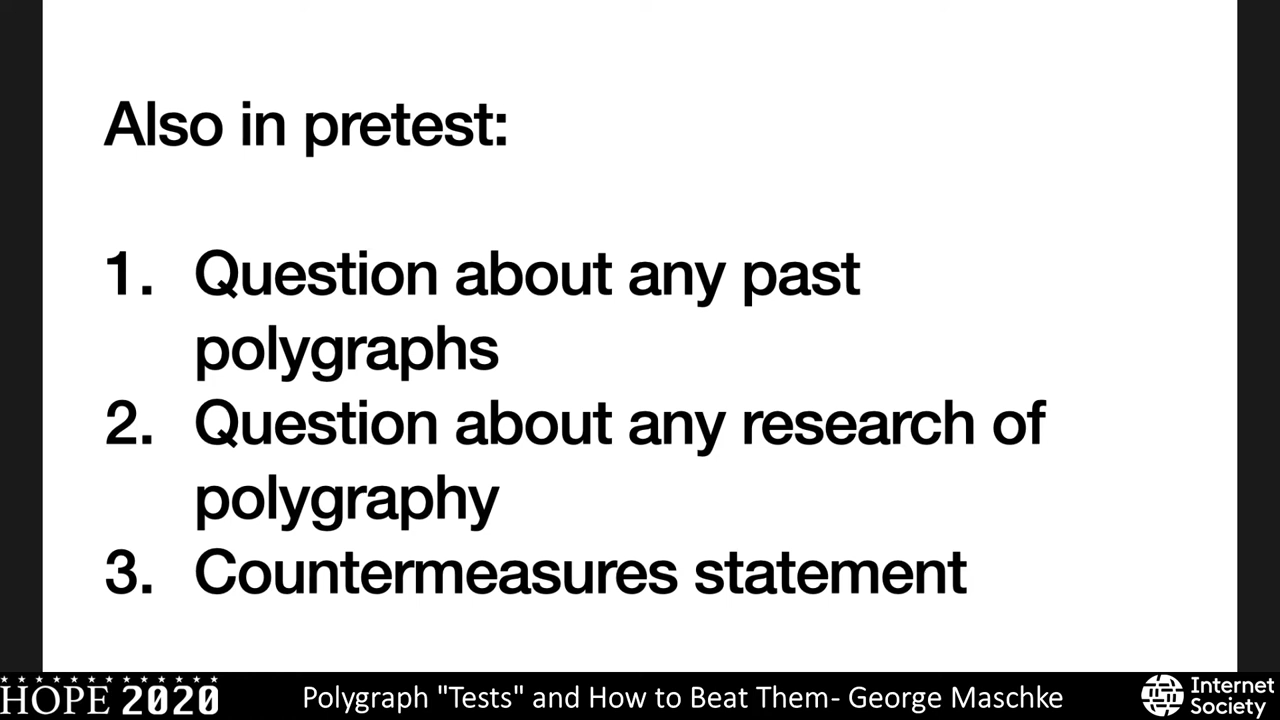 Also in pretest:
1. Question about any past
polygraphs
2. Question about any research of
polygraphy
3. Countermeasures statement
HOPE 2020
Polygraph "Tests" and How to Beat Them- George Maschke
Internet
Society